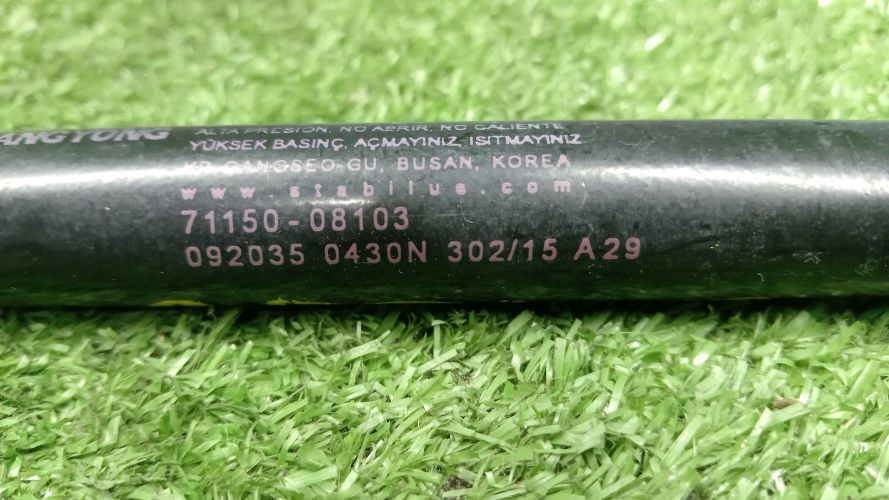 ANGYONG
ALTA PRESION, NO ABRIR, NO CALIENTE
YÜKSEK BASINÇ, AÇMAYINIZ, ISITMAYINIZ
KR GANGSEO-GU, BUSAN, KOREA
www.stabilus.com
71150-08103
092035 0430N 302/15 A29